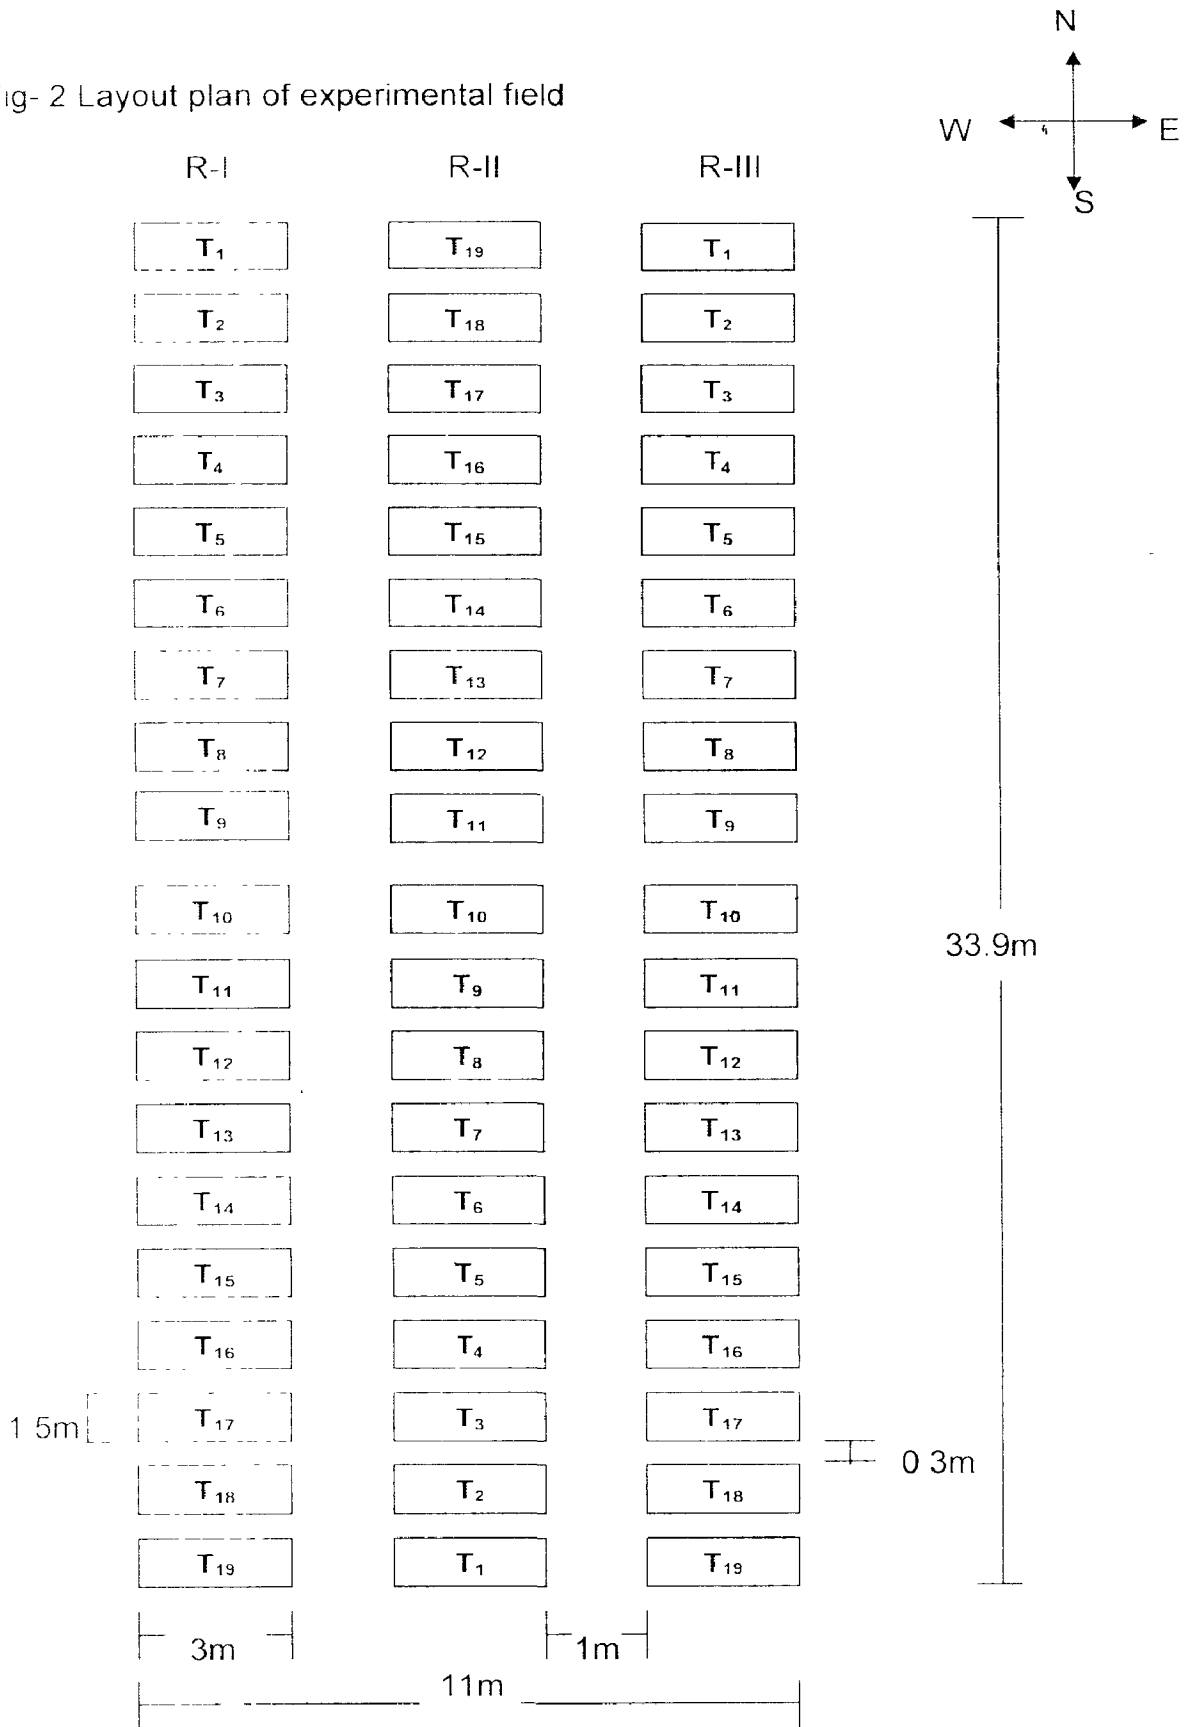 N
ig- 2 Layout plan of experimental field
W E
S
R-I R-II R-III
T1 T19 T1
T2 T18 T2
T3 T17 T3
T4 T16 T4
T5 T15 T5
T6 T14 T6
T7 T13 T7
T8 T12 T8
T9 T11 T9
T10 T10 T10
33.9m
T11 T9 T11
T12 T8 T12
T13 T7 T13
T14 T6 T14
T15 T5 T15
T16 T4 T16
1 5m T17 T3 T17
0 3m
T18 T2 T18
T19 T1 T19
3m 1m
11m